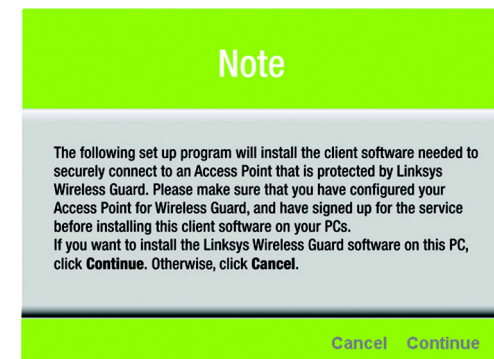 Note
The following set up program will install the client software needed to
securely connect to an Access Point that is protected by Linksys
Wireless Guard. Please make sure that you have configured your
Access Point for Wireless Guard, and have signed up for the service
before installing this client software on your PCs.
If you want to install the Linksys Wireless Guard software on this PC,
click Continue. Otherwise, click Cancel.
Cancel Continue